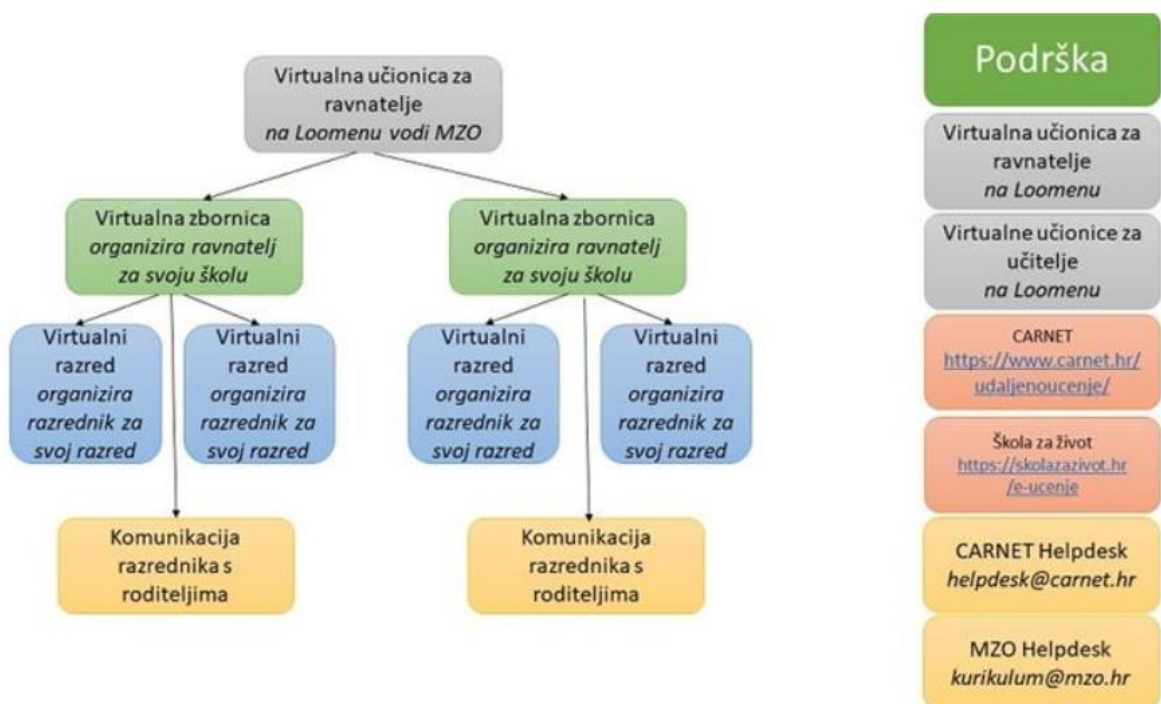 Virtualna učionica za
ravnatelje
na Loomenu vodi MZO
Virtualna zbornica
organizira ravnatelj
za svoju školu
Virtualna zbornica
organizira ravnatelj
za svoju školu
Virtualni
razred
organizira
razrednik za
svoj razred
Virtualni
razred
organizira
razrednik za
svoj razred
Virtualni
razred
organizira
razrednik za
svoj razred
Virtualni
razred
organizira
razrednik za
svoj razred
Komunikacija
razrednika s
roditeljima
Komunikacija
razrednika s
roditeljima
Podrška
Virtualna učionica za
ravnatelje
na Loomenu
Virtualne učionice za
učitelje
na Loomenu
CARNET
https://www.carnet.hr/
udaljenoucenje/
Škola za život
https://skolazazivot.hr
/e-ucenje
CARNET Helpdesk
helpdesk@carnet.hr
MZO Helpdesk
kurikulum@mzo.hr